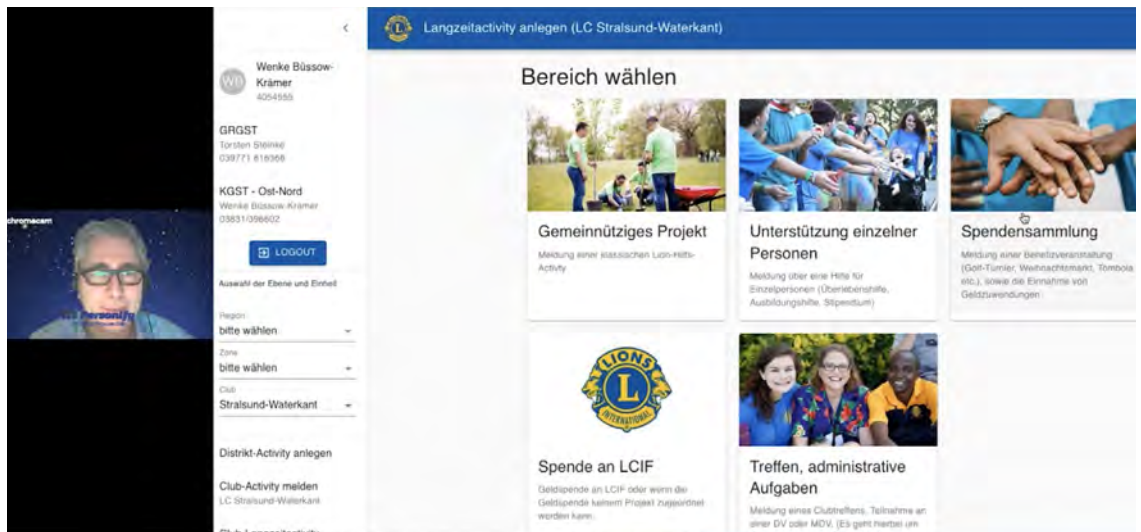 chromacam
Personify
<
WB
Wenke Büssow-
Krämer
4054555
GRGST
Torsten Steinke
039771 818368
KGST - Ost-Nord
Wenke Büssow-Krämer
03831/396602
LOGOUT
Auswahl der Ebene und Einheit
Region
bitte wählen
Zone
bitte wählen
Club
Stralsund-Waterkant
Distrikt-Activity anlegen
Club-Activity melden
LC Stralsund-Waterkant
Club-Langzeitactivity
Langzeitactivity anlegen (LC Stralsund-Waterkant)
Bereich wählen
Gemeinnütziges Projekt
Meldung einer klassischen Lion-Hilfs-
Activty
Unterstützung einzelner
Personen
Meldung über eine Hilfe für
Einzelpersonen (Überlebenshilfe,
Ausbildungshilfe, Stipendium)
Spendensammlung
Meldung einer Benefizveranstaltung
(Golf-Turnier, Weihnachtsmarkt, Tombola
etc.), sowie die Einnahme von
Geldzuwendungen
LIONS
L
INTERNATIONAL
Spende an LCIF
Geldspende an LCIF oder wenn die
Geldspende keinem Projekt zugeordnet
werden kann.
Treffen, administrative
Aufgaben
Meldung eines Clubtreffens, Teilnahme an
einer DV oder MDV. (Es geht hierbei um